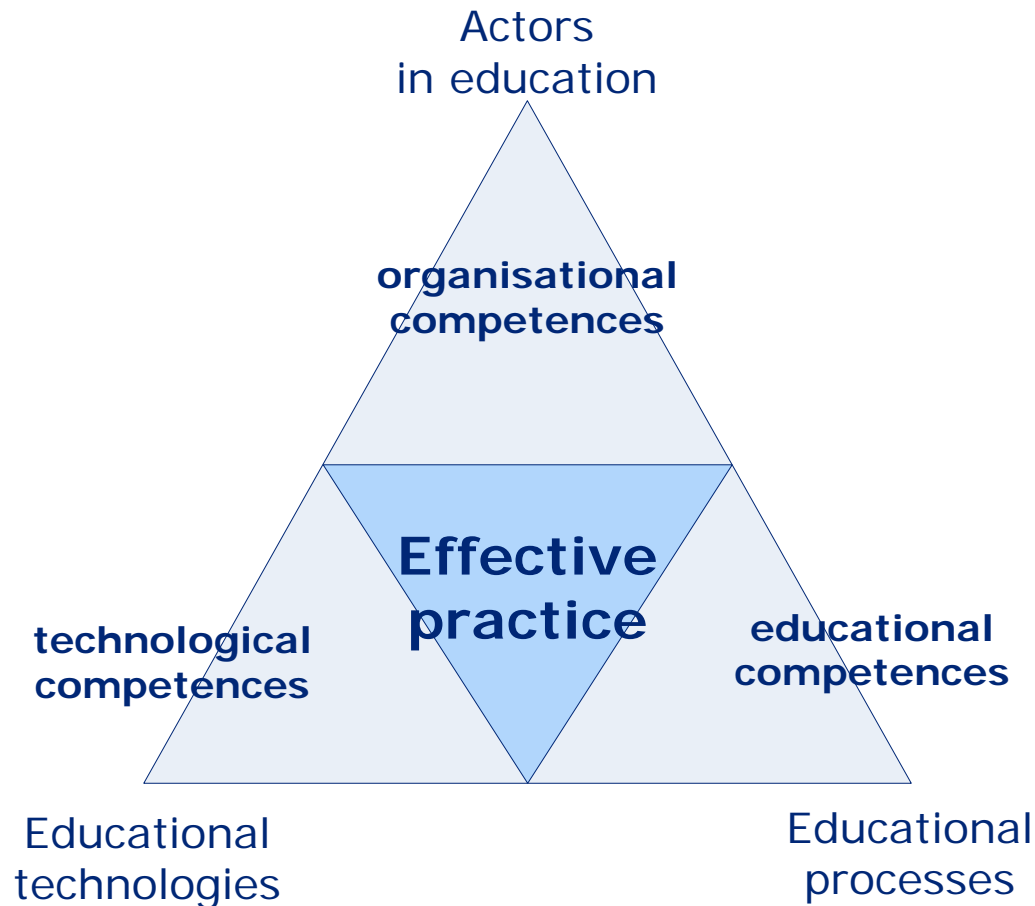 Actors
in education
organisational
competences
Effective
practice
technological
competences
educational
competences
Educational
technologies
Educational
processes